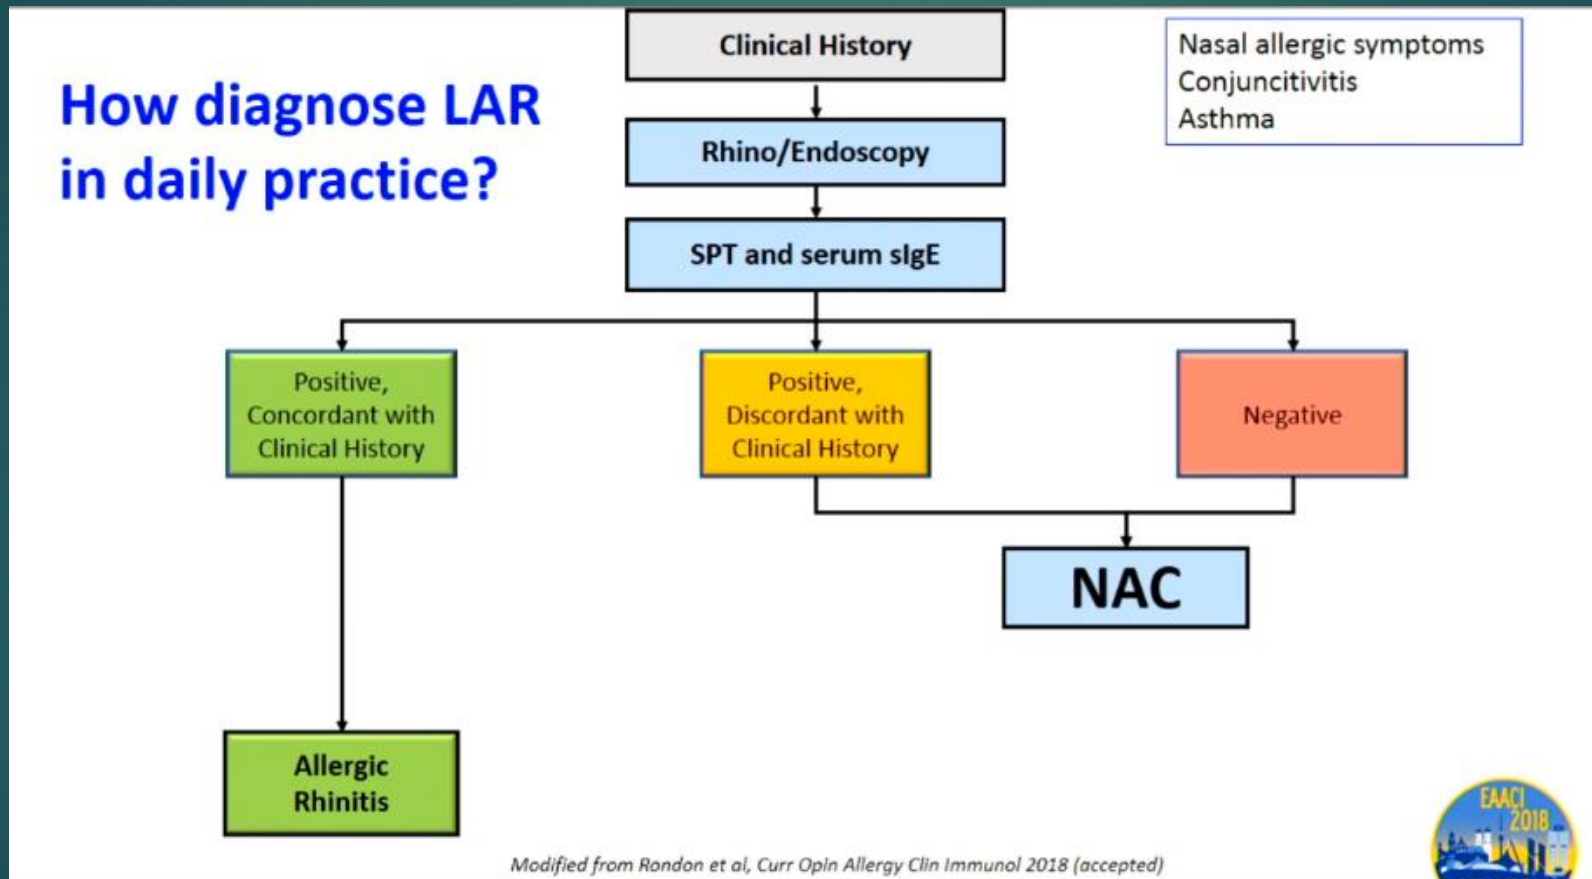 How diagnose LAR
in daily practice?
Clinical History
Nasal allergic symptoms
Conjuncitivitis
Asthma
Rhino/Endoscopy
SPT and serum sIgE
Positive,
Concordant with
Clinical History
Positive,
Discordant with
Clinical History
Negative
NAC
Allergic
Rhinitis
Modified from Rondon et al, Curr Opin Allergy Clin Immunol 2018 (accepted)
EAACI
2018